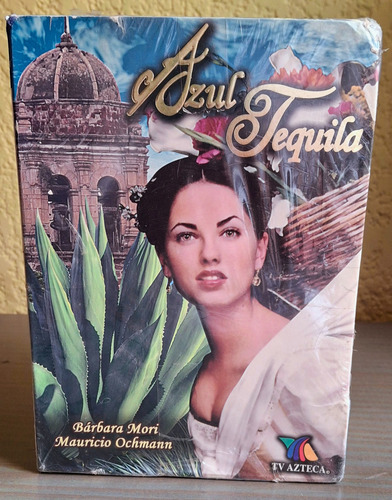 Azul
Tequila
Bárbara Mori
Mauricio Ochmann
TV AZTECA®